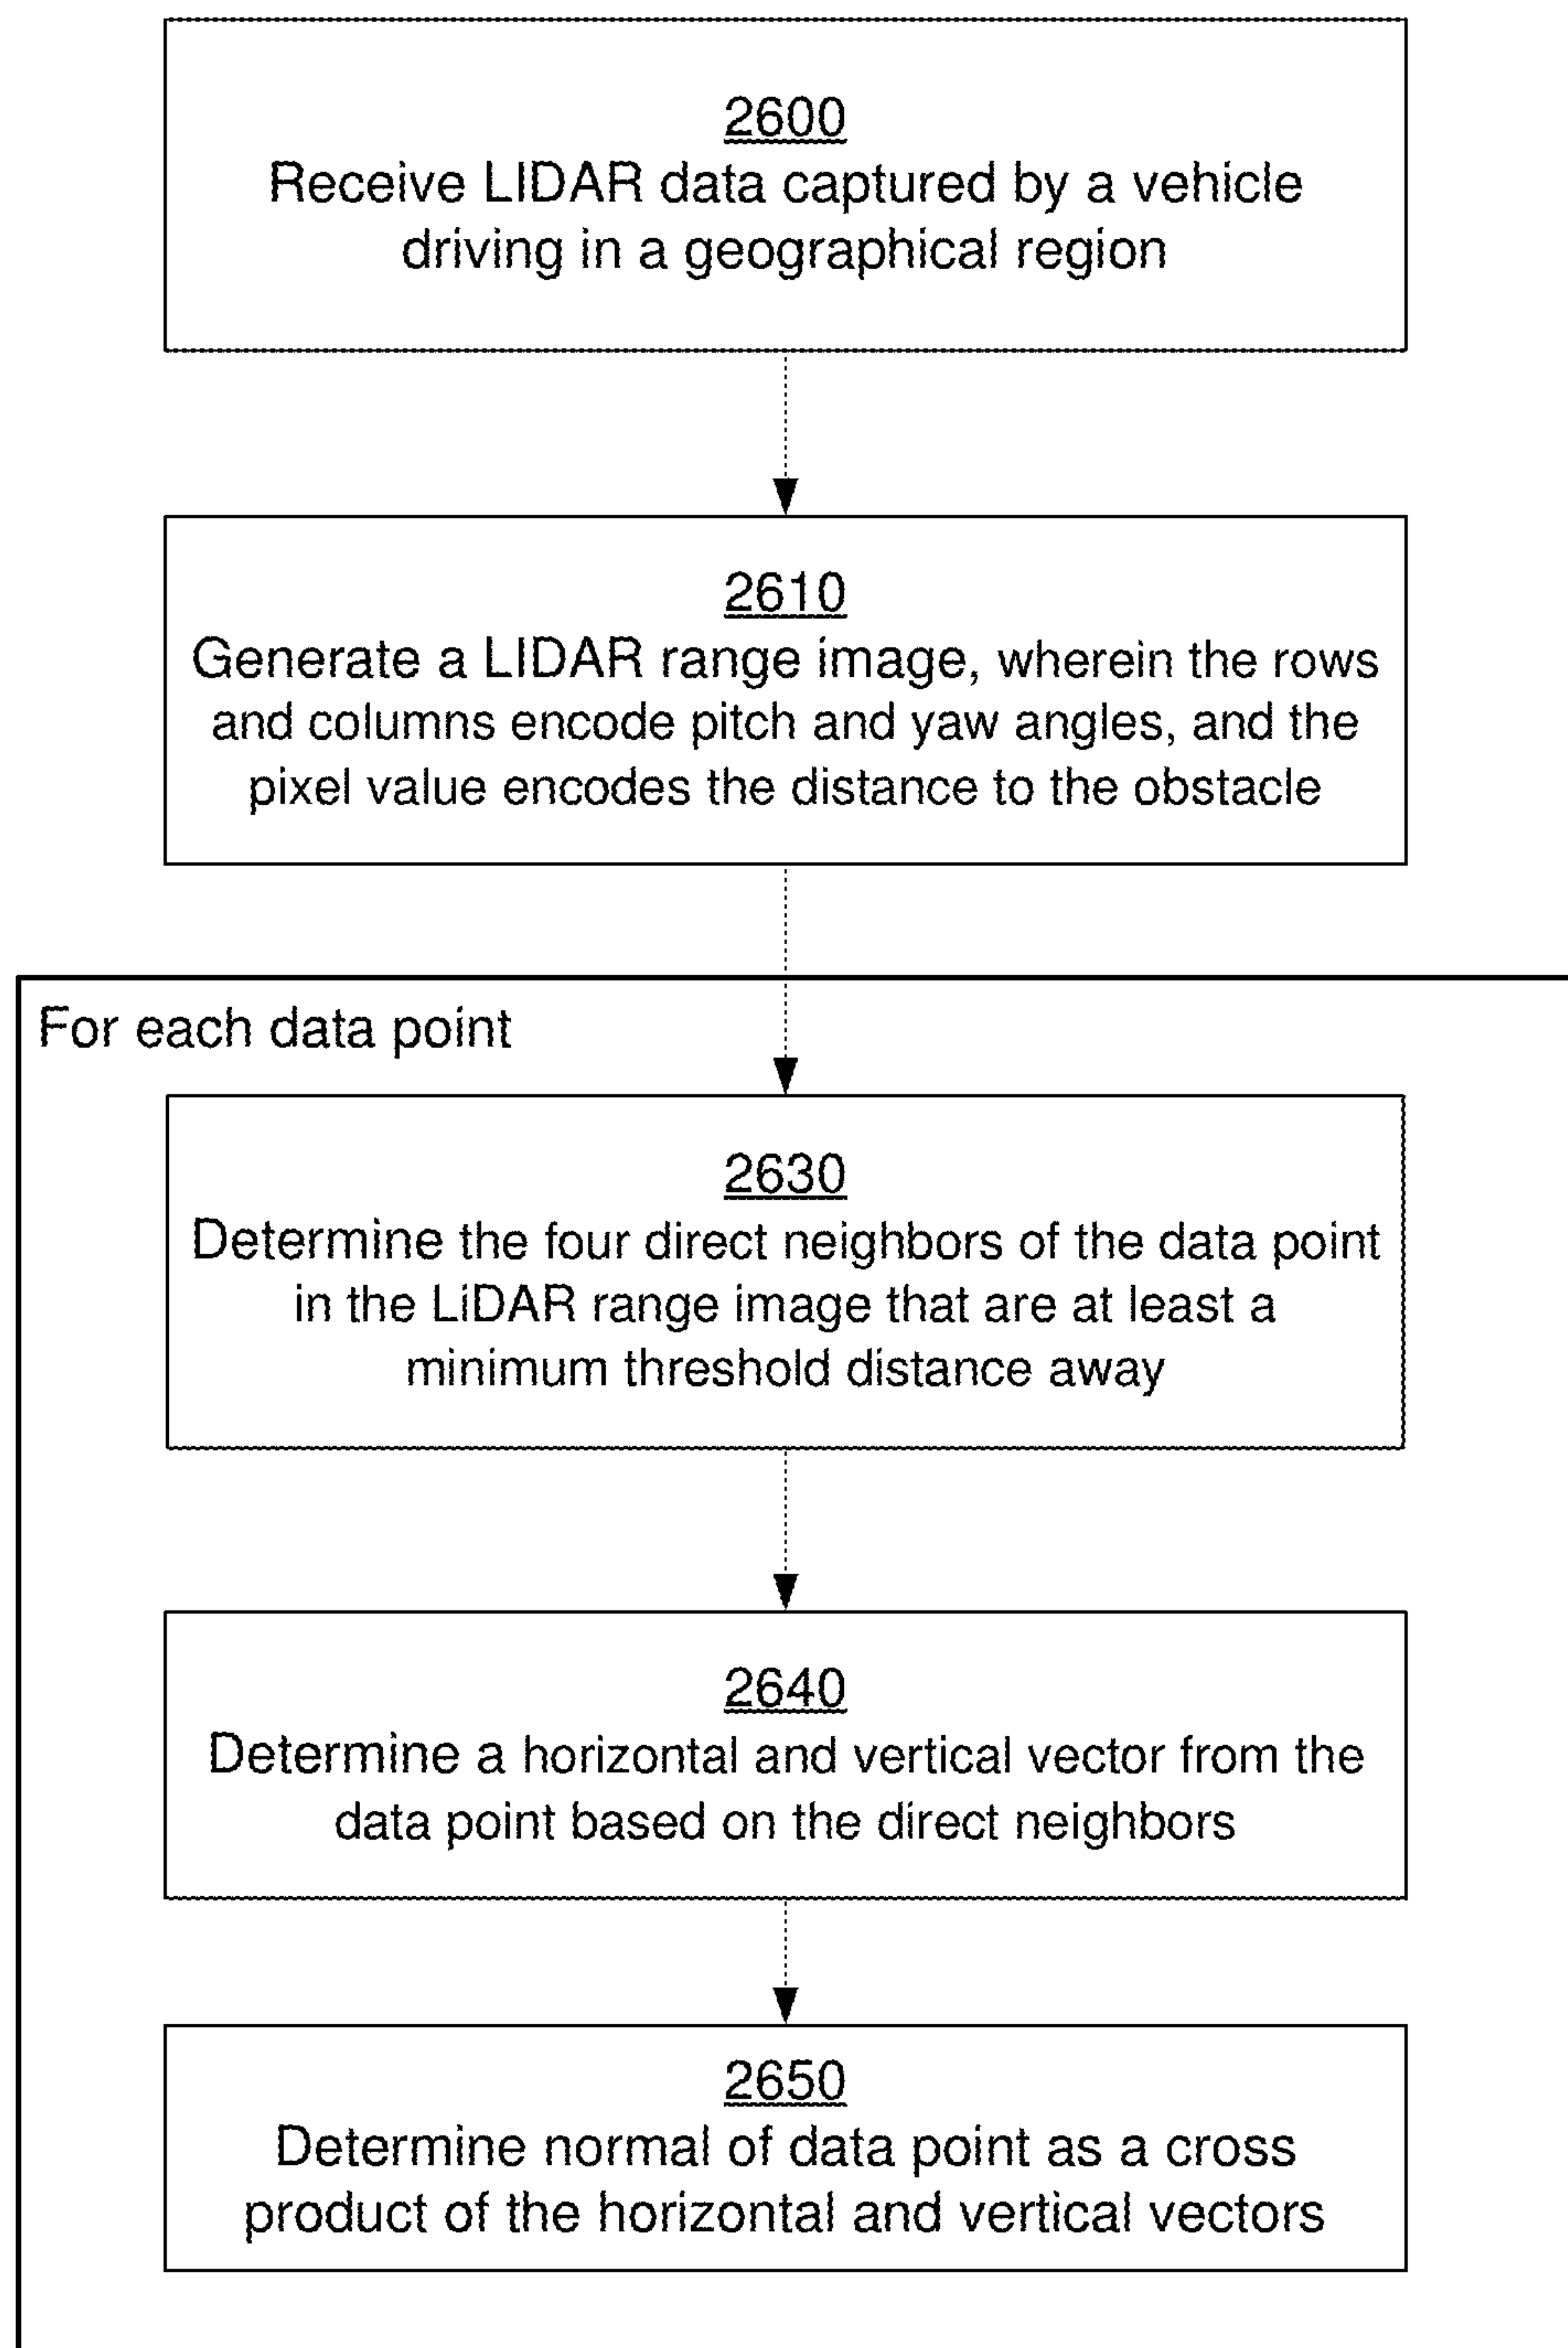 2600
Receive LIDAR data captured by a vehicle
driving in a geographical region
2610
Generate a LIDAR range image, wherein the rows
and columns encode pitch and yaw angles, and the
pixel value encodes the distance to the obstacle
For each data point
2630
Determine the four direct neighbors of the data point
in the LiDAR range image that are at least a
minimum threshold distance away
2640
Determine a horizontal and vertical vector from the
data point based on the direct neighbors
2650
Determine normal of data point as a cross
product of the horizontal and vertical vectors